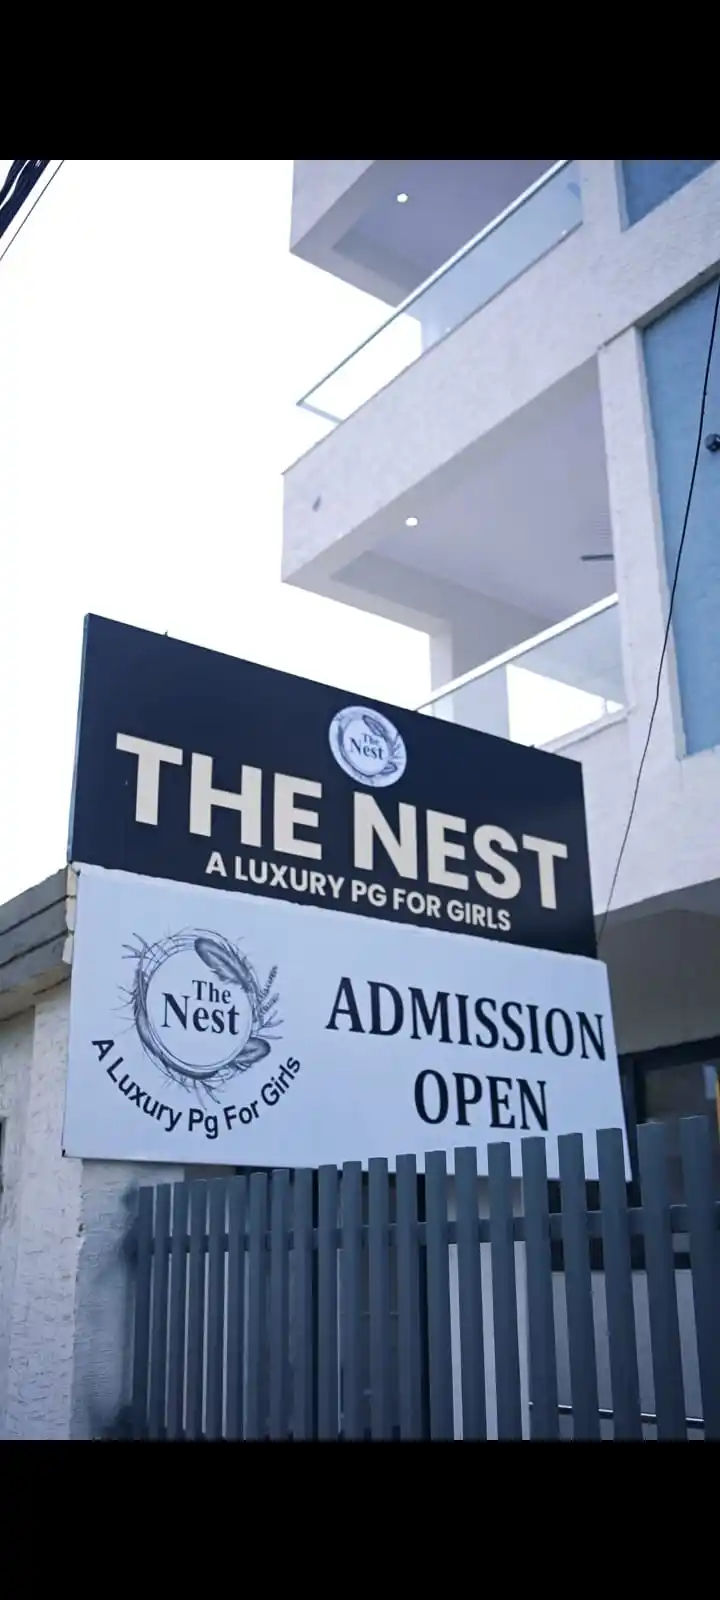 The
Nest
THE NEST
A LUXURY PG FOR GIRLS
The
Nest
A Luxury Pg For Girls
ADMISSION
OPEN